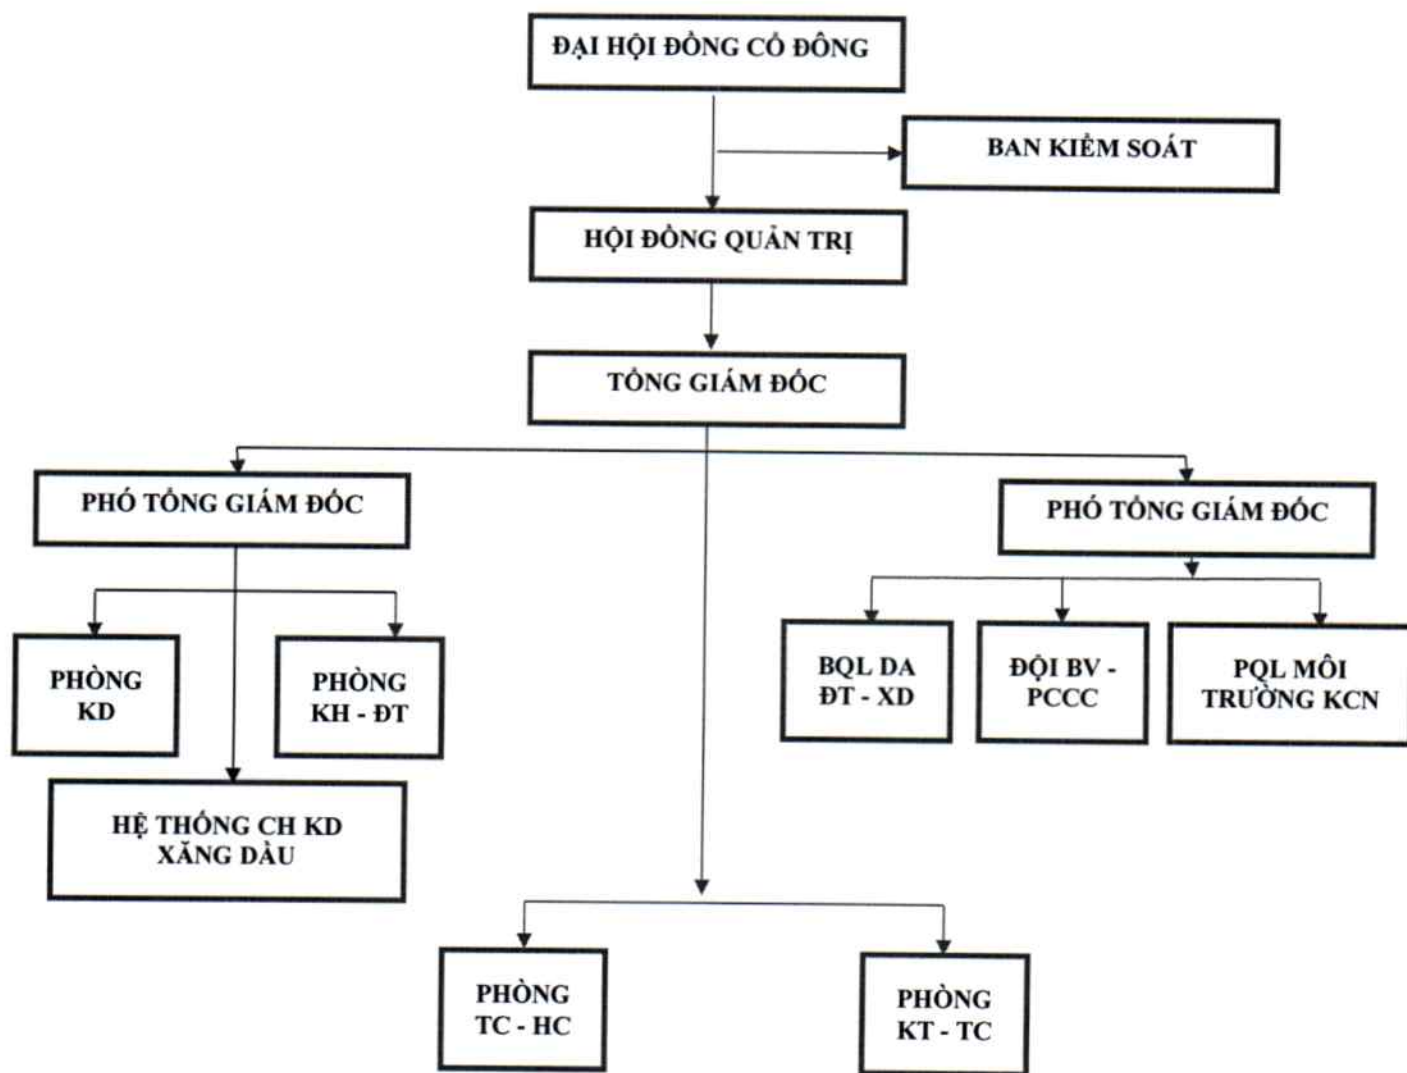 ĐẠI HỘI ĐỒNG CỔ ĐÔNG
BAN KIỂM SOÁT
HỘI ĐỒNG QUẢN TRỊ
TỔNG GIÁM ĐỐC
PHÓ TỔNG GIÁM ĐỐC
PHÓ TỔNG GIÁM ĐỐC
PHÒNG
KD
PHÒNG
KH - ĐT
BQL DA
ĐT - XD
ĐỘI BV -
PCCC
PQL MÔI
TRƯỜNG KCN
HỆ THỐNG CH KD
XĂNG DẦU
PHÒNG
TC - HC
PHÒNG
KT - TC